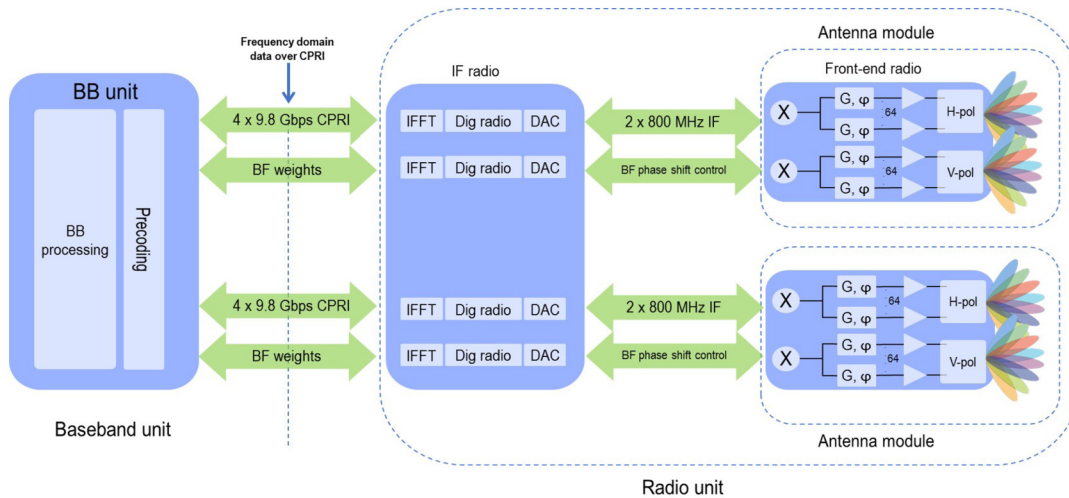 Frequency domain
data over CPRI
Antenna module
BB unit
IF radio
Front-end radio
4 x 9.8 Gbps CPRI
IFFT
Dig radio
DAC
2 x 800 MHz IF
X
G, φ
64
G, φ
H-pol
BF weights
IFFT
Dig radio
DAC
BF phase shift control
X
G, φ
64
G, φ
V-pol
BB
processing
Precoding
4 x 9.8 Gbps CPRI
IFFT
Dig radio
DAC
2 x 800 MHz IF
X
G, φ
64
G, φ
H-pol
BF weights
IFFT
Dig radio
DAC
BF phase shift control
X
G, φ
64
G, φ
V-pol
Baseband unit
Antenna module
Radio unit